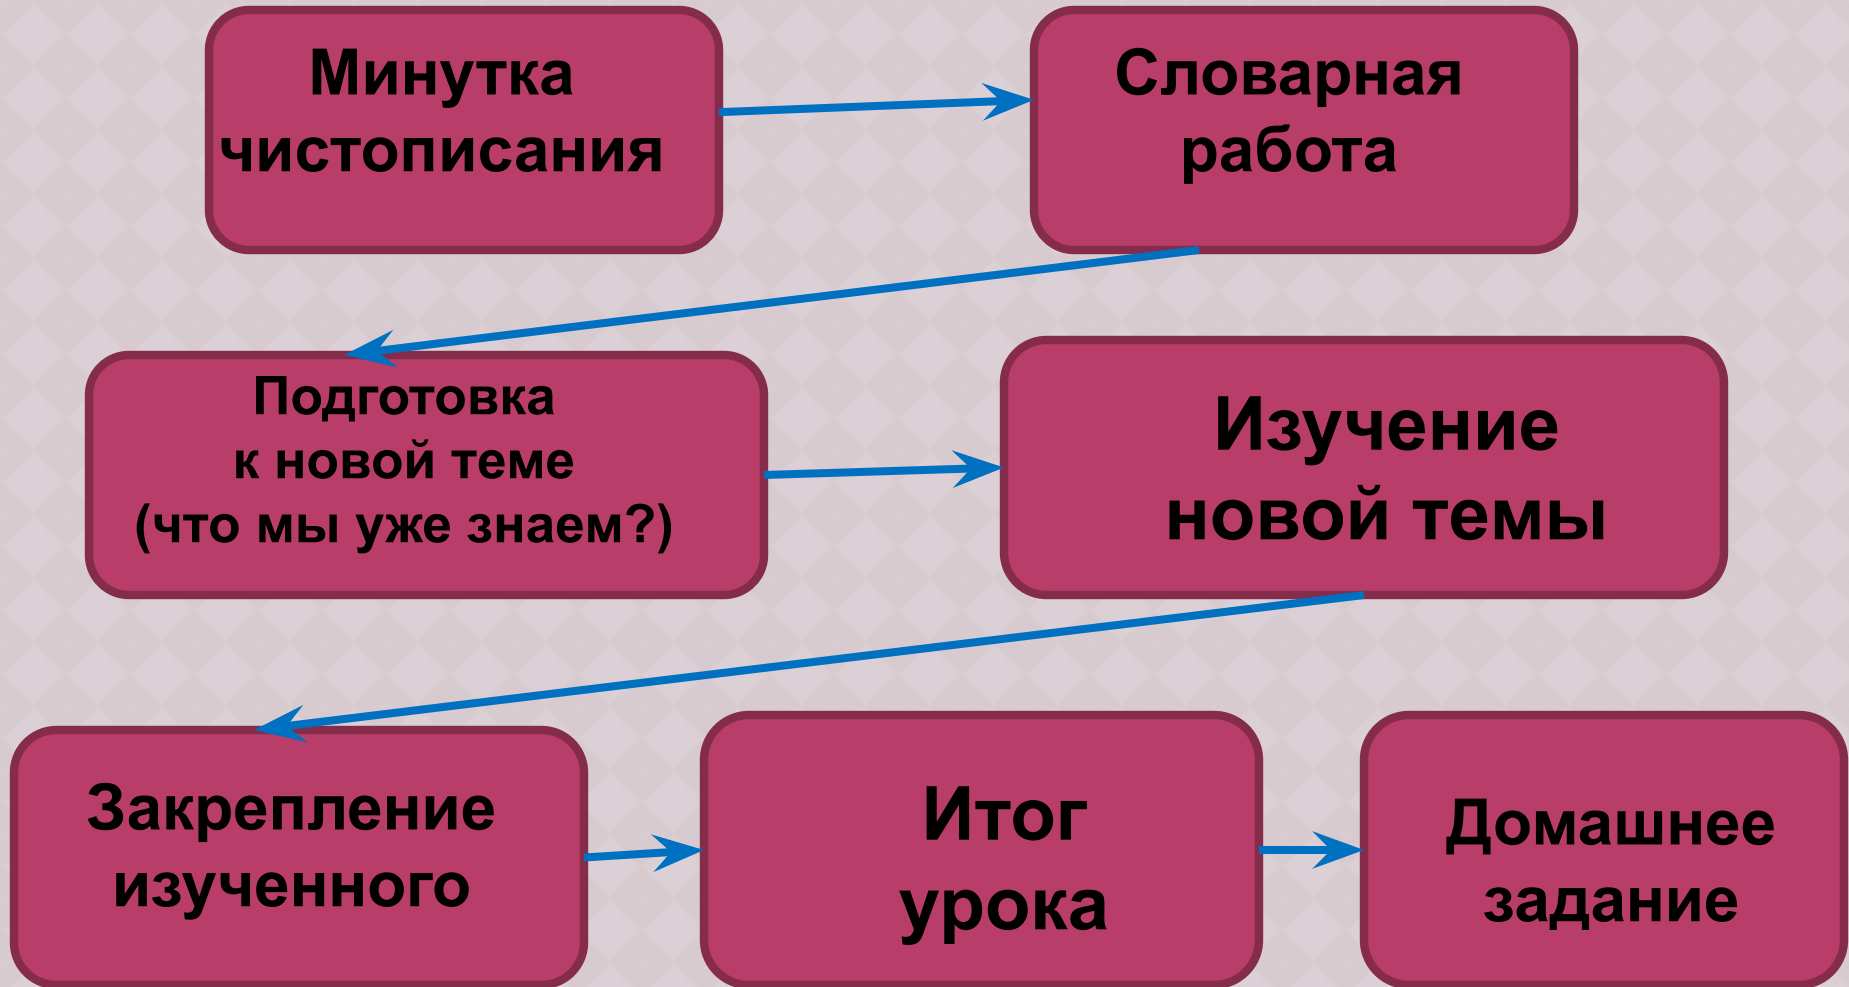 Минутка
чистописания
Словарная
работа
Подготовка
к новой теме
(что мы уже знаем?)
Изучение
новой темы
Закрепление
изученного
Итог
урока
Домашнее
задание